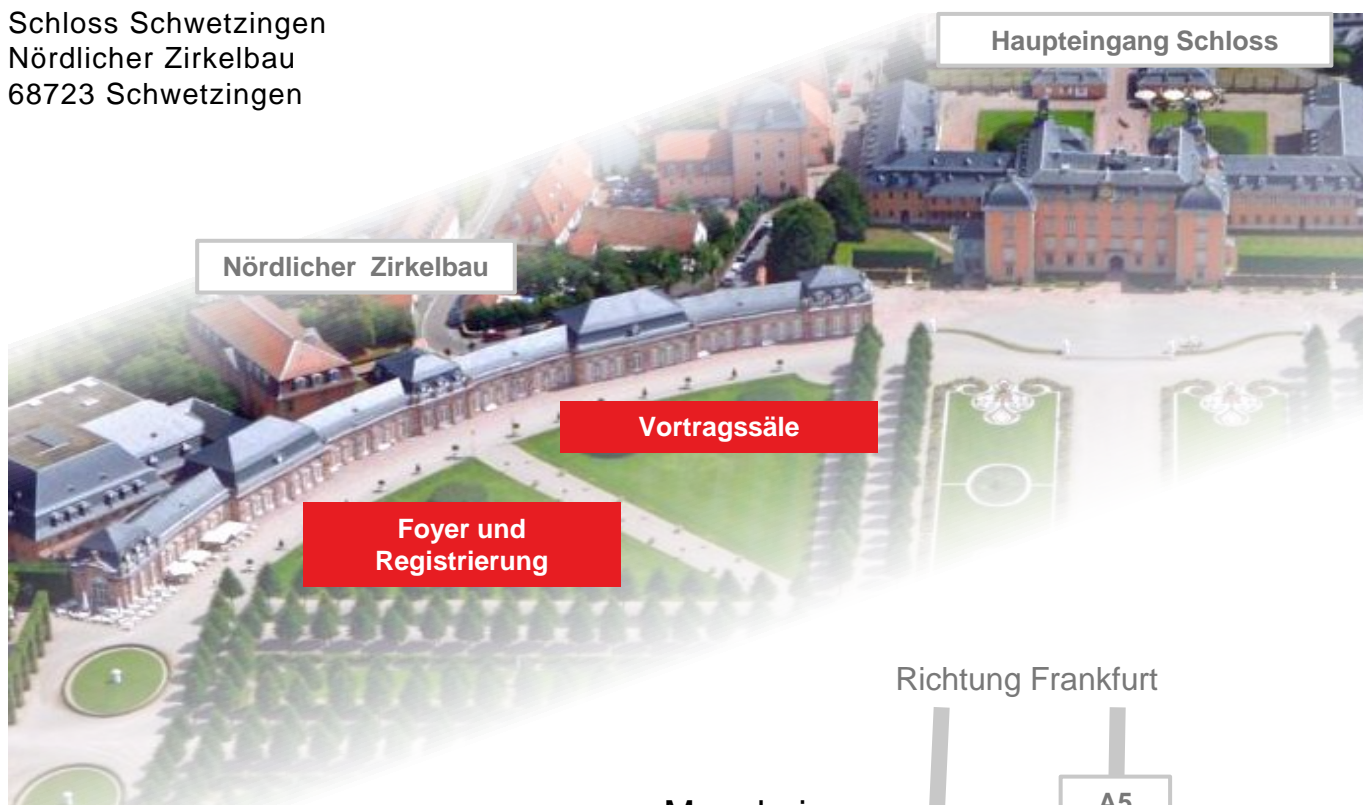 Schloss Schwetzingen
Nördlicher Zirkelbau
68723 Schwetzingen
Haupteingang Schloss
Nördlicher Zirkelbau
Vortragssäle
Foyer und
Registrierung
Richtung Frankfurt